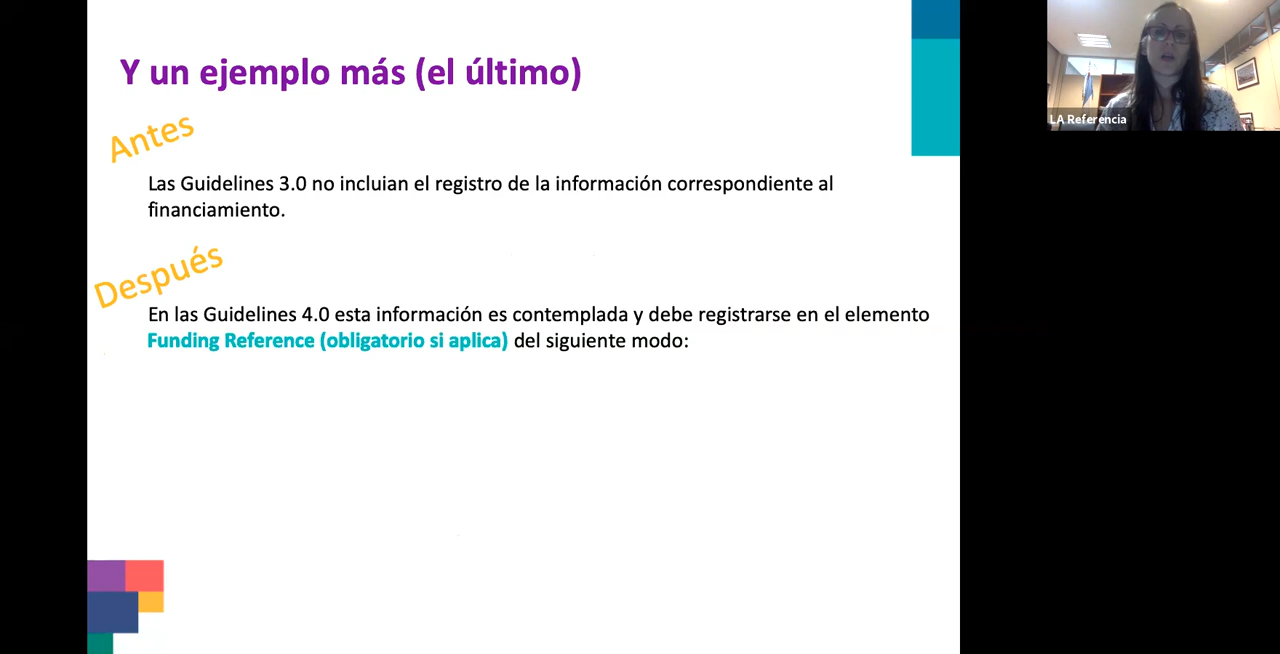 Y un ejemplo más (el último)
Antes
Las Guidelines 3.0 no incluian el registro de la información correspondiente al
financiamiento.
Después
En las Guidelines 4.0 esta información es contemplada y debe registrarse en el elemento
Funding Reference (obligatorio si aplica) del siguiente modo:
LA Referencia